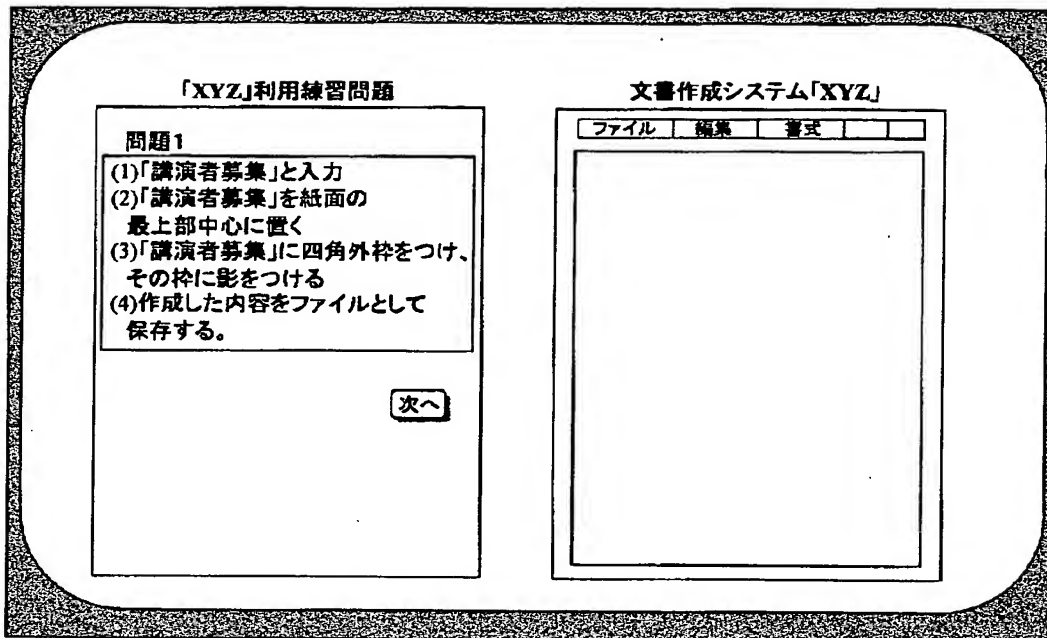 「XYZ」利用練習問題
問題1
(1)「講演者募集」と入力
(2)「講演者募集」を紙面の
最上部中心に置く
(3)「講演者募集」に四角外枠をつけ、
その枠に影をつける
(4)作成した内容をファイルとして
保存する。
次へ
文書作成システム「XYZ」
ファイル 編集 書式